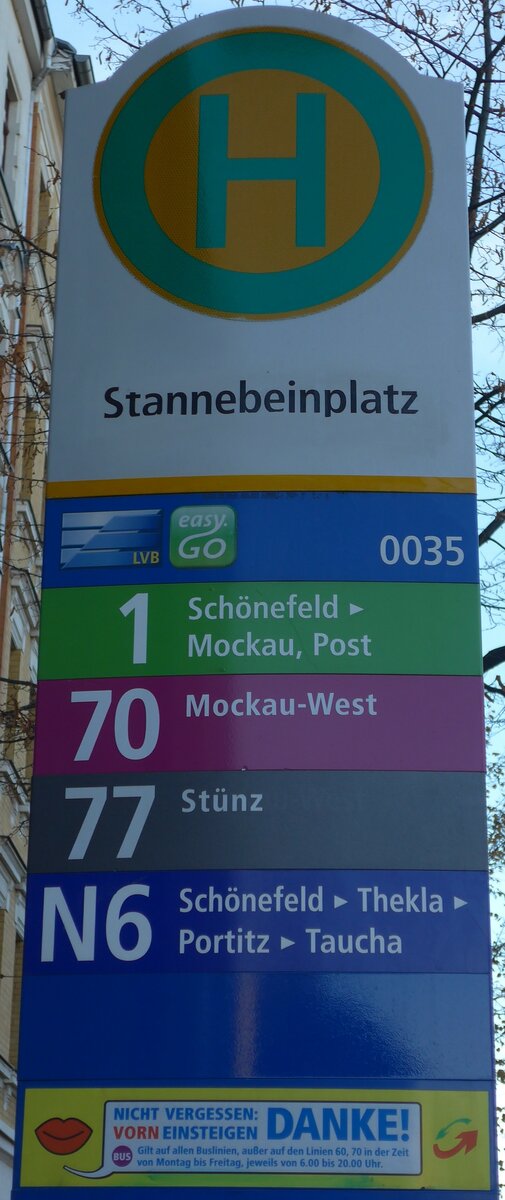 H
Stannebeinplatz
LVB
easy.
GO
0035
1 Schönefeld ▸
Mockau, Post
70 Mockau-West
77 Stünz
N6 Schönefeld ▸ Thekla ▸
Portitz ▸ Taucha
NICHT VERGESSEN:
VORN EINSTEIGEN DANKE!
BUS Gilt auf allen Buslinien, außer auf den Linien 60, 70 in der Zeit
von Montag bis Freitag, jeweils von 6.00 bis 20.00 Uhr.